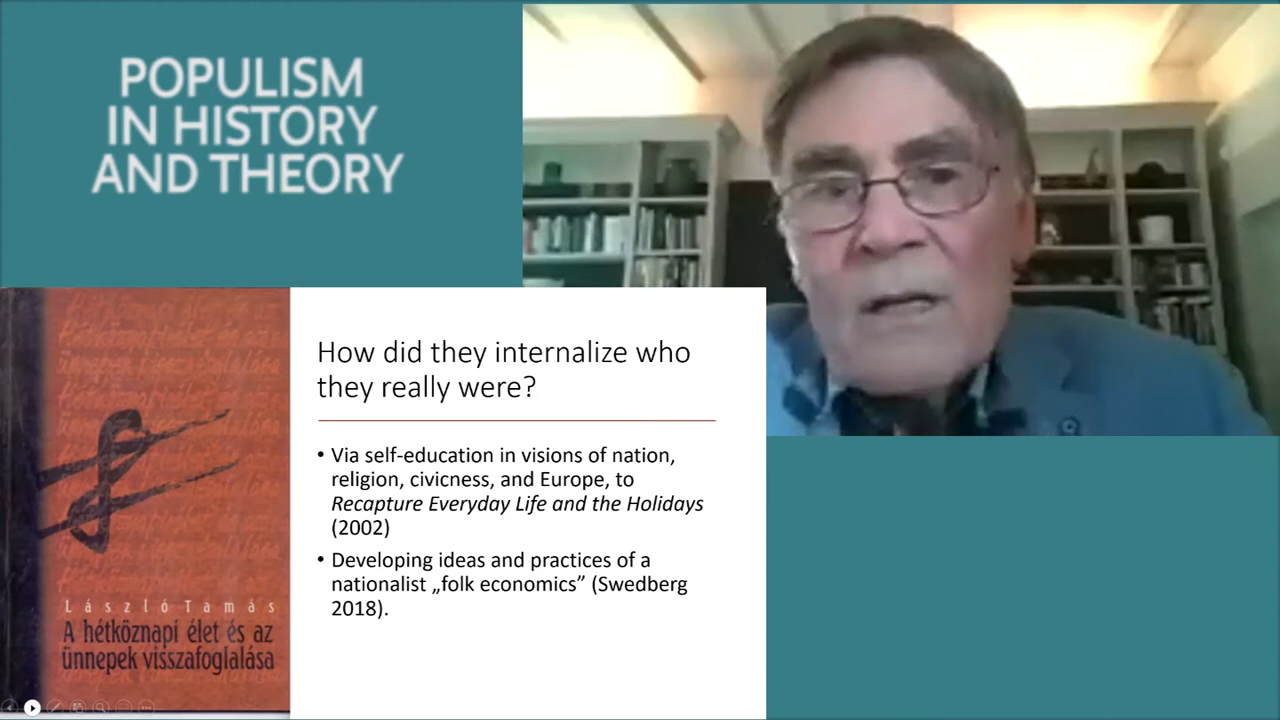 POPULISM
IN HISTORY
AND THEORY
How did they internalize who
they really were?
• Via self-education in visions of nation,
religion, civicness, and Europe, to
Recapture Everyday Life and the Holidays
(2002)
• Developing ideas and practices of a
nationalist „folk economics” (Swedberg
2018).
László Tamás
A hétköznapi élet és az
ünnepek visszafoglalása